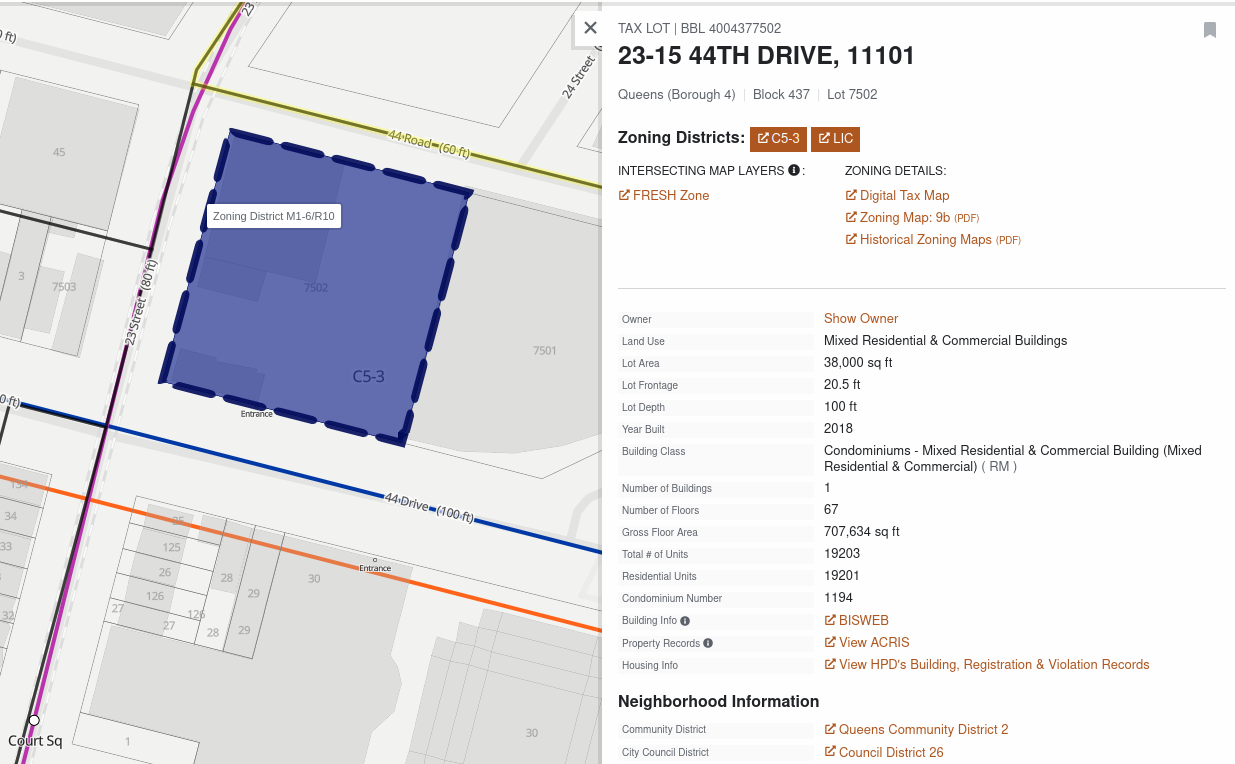 TAX LOT | BBL 4004377502
23-15 44TH DRIVE, 11101
Queens (Borough 4) | Block 437 | Lot 7502
Zoning Districts: C5-3 LIC
INTERSECTING MAP LAYERS :
FRESH Zone
ZONING DETAILS:
Digital Tax Map
Zoning Map: 9b (PDF)
Historical Zoning Maps (PDF)
Owner Show Owner
Land Use Mixed Residential & Commercial Buildings
Lot Area 38,000 sq ft
Lot Frontage 20.5 ft
Lot Depth 100 ft
Year Built 2018
Building Class Condominiums - Mixed Residential & Commercial Building (Mixed
Residential & Commercial) ( RM )
Number of Buildings 1
Number of Floors 67
Gross Floor Area 707,634 sq ft
Total # of Units 19203
Residential Units 19201
Condominium Number 1194
Building Info BISWEB
Property Records View ACRIS
Housing Info View HPD's Building, Registration & Violation Records
Neighborhood Information
Community District Queens Community District 2
City Council District Council District 26
23
24 Street
ft)
45
44 Road (60 ft)
Zoning District M1-6/R10
3
7503
23 Street (80 ft)
7502
7501
C5-3
0 ft)
Entrance
44 Drive (100 ft)
34
33
32
35
125
26
126
27
126
27
28
28
29
29
Entrance
30
30
Court Sq
1